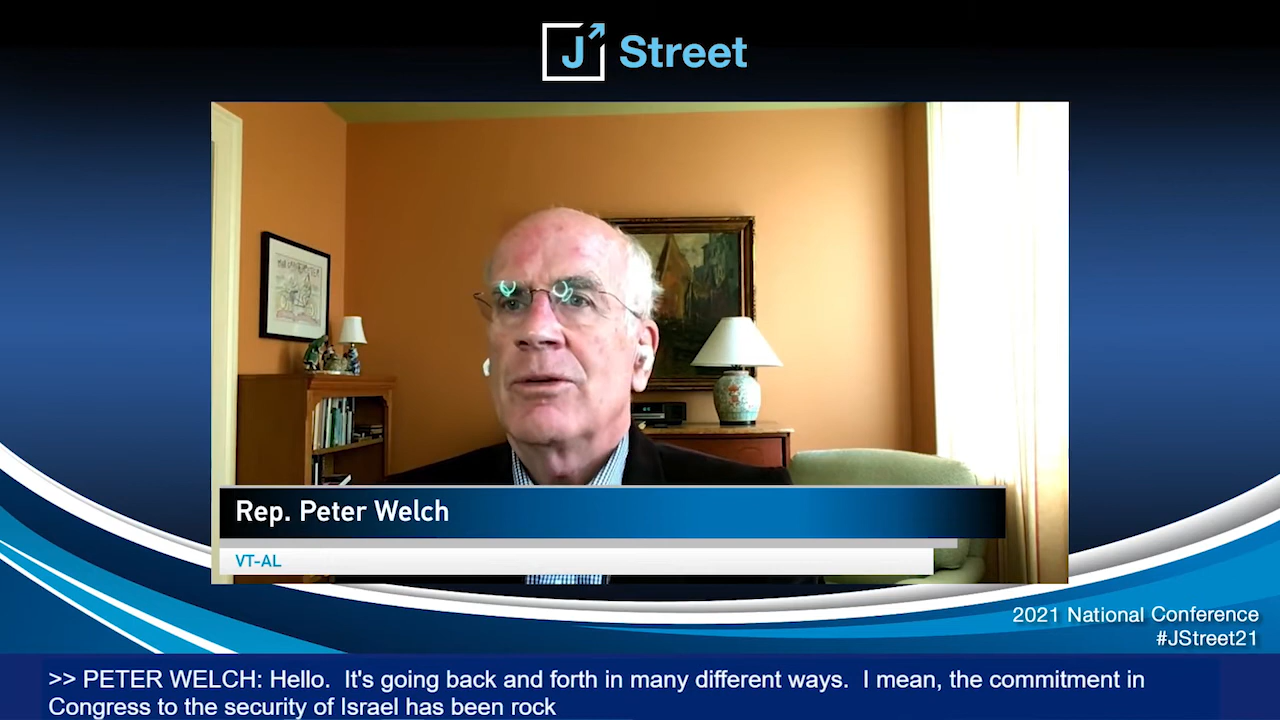 J Street
Rep. Peter Welch
VT-AL
2021 National Conference
#JStreet21
>> PETER WELCH: Hello. It's going back and forth in many different ways. I mean, the commitment in
Congress to the security of Israel has been rock